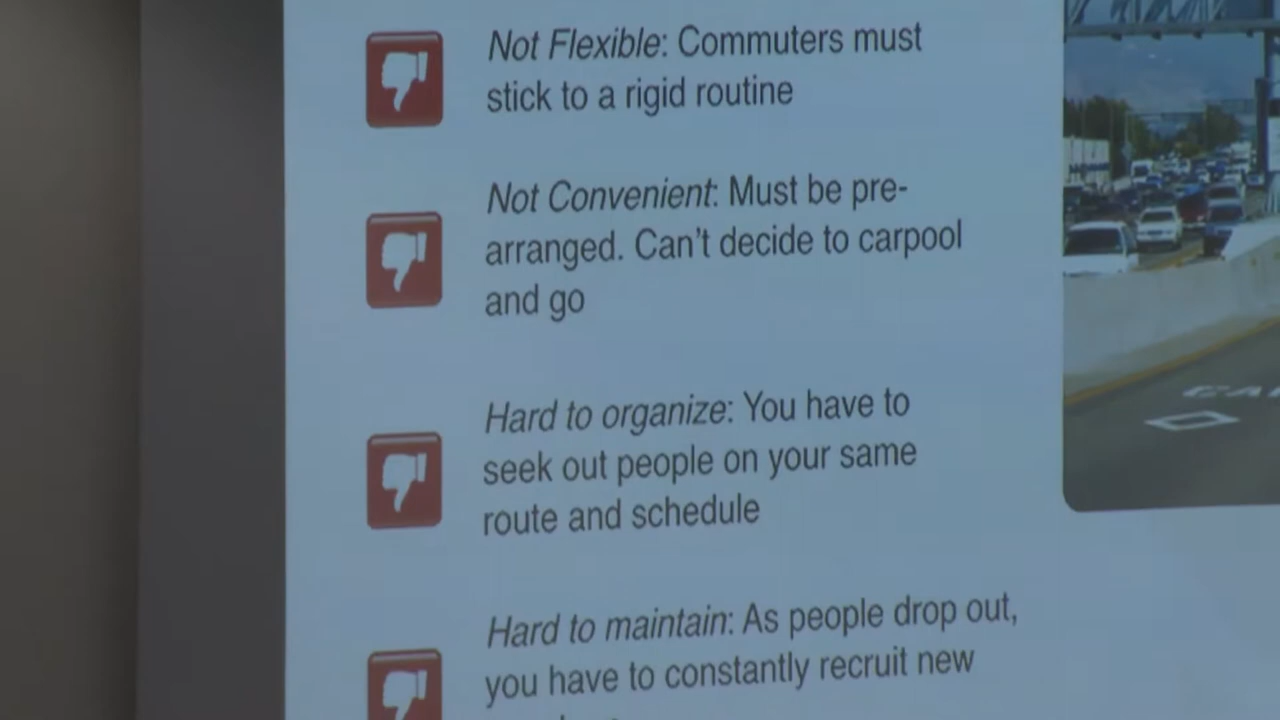 Not Flexible: Commuters must
stick to a rigid routine
Not Convenient: Must be pre-
arranged. Can't decide to carpool
and go
Hard to organize: You have to
seek out people on your same
route and schedule
Hard to maintain: As people drop out,
you have to constantly recruit new